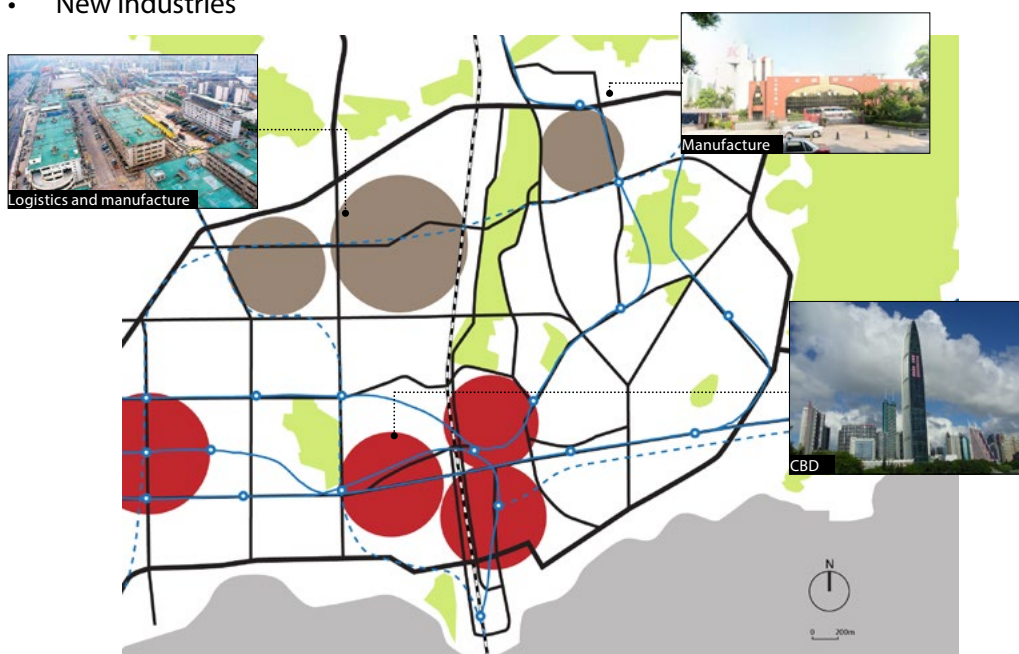 • New Industries
Manufacture
Logistics and manufacture
CBD
N
0 200m